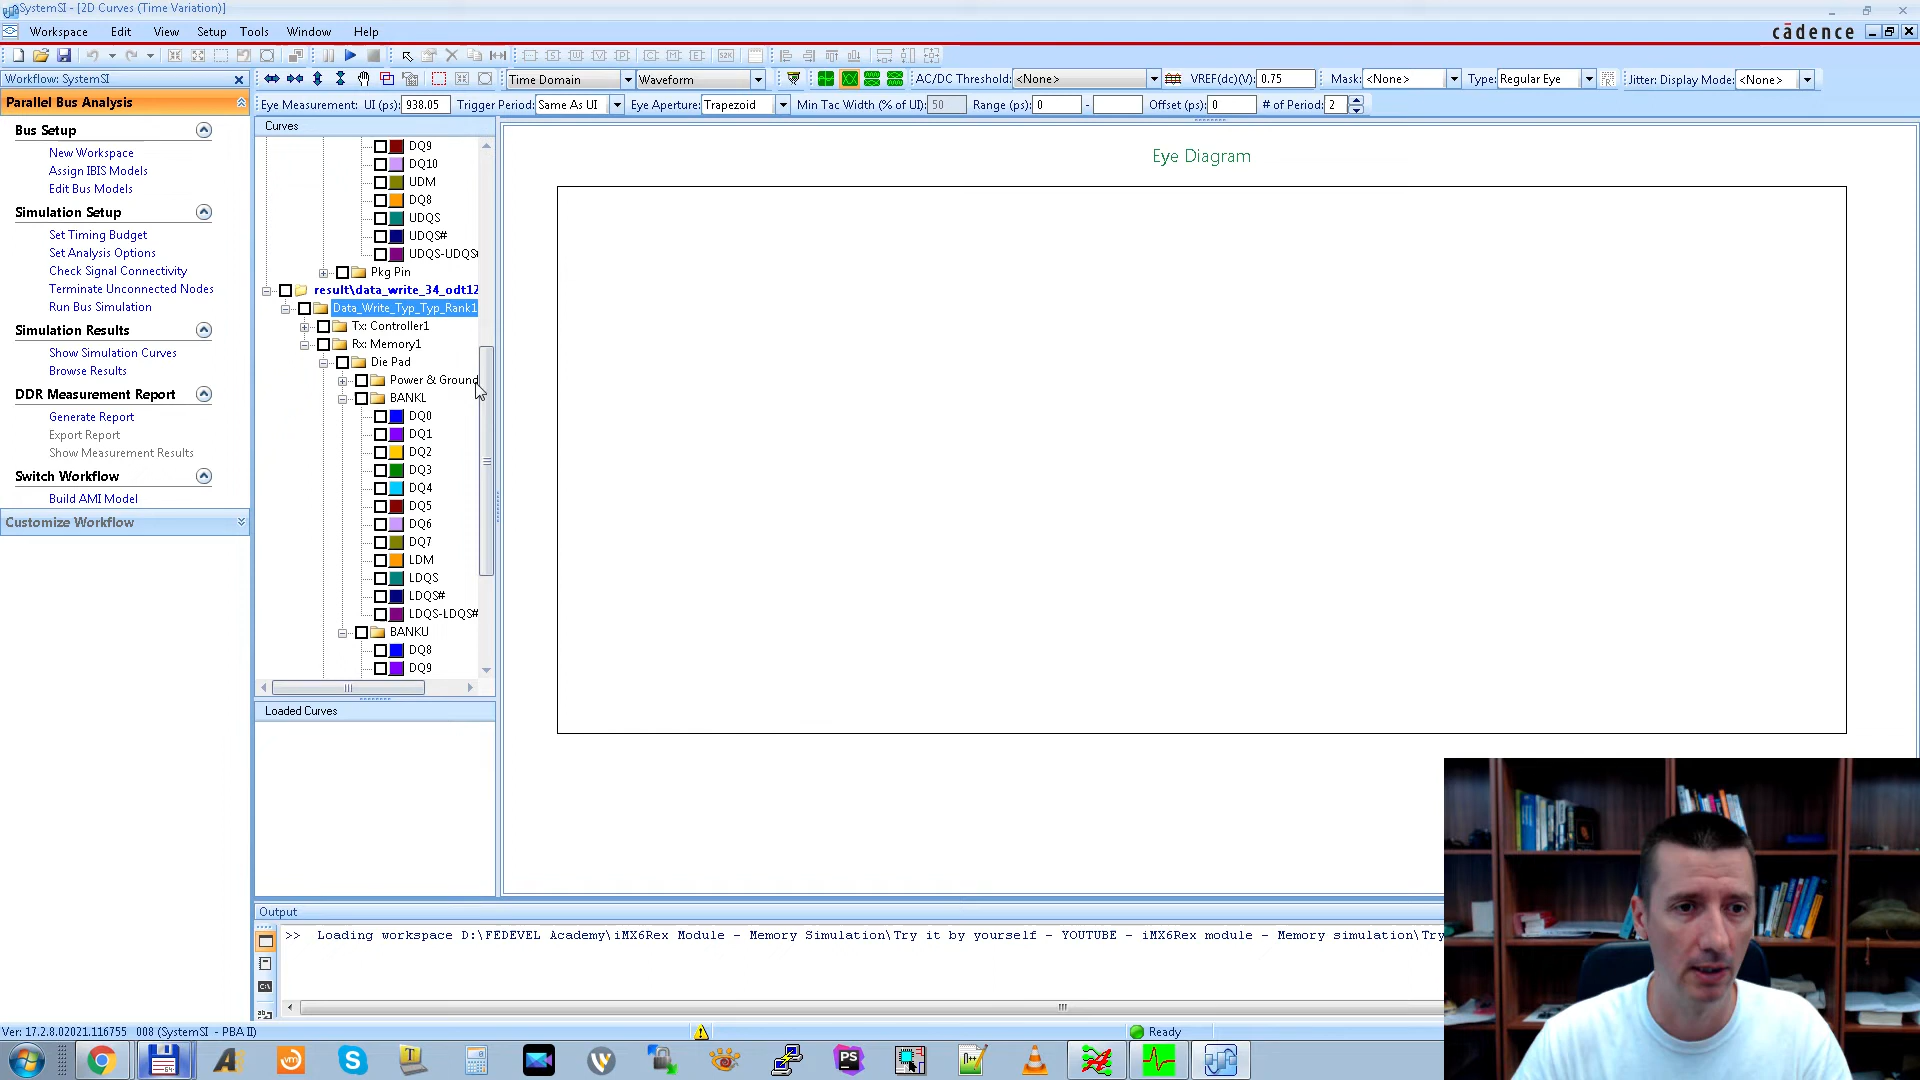 SystemSI - [2D Curves (Time Variation)]
Workspace Edit View Setup Tools Window Help
cādence
Workflow: SystemSI
Time Domain Waveform AC/DC Threshold: <None> VREF(dc)(V): 0.75 Mask: <None> Type: Regular Eye Jitter: Display Mode: <None>
Parallel Bus Analysis
Eye Measurement: UI (ps): 938.05 Trigger Period: Same As UI Eye Aperture: Trapezoid Min Tac Width (% of UI): 50 Range (ps): 0 - Offset (ps): 0 # of Period: 2
Bus Setup
New Workspace
Assign IBIS Models
Edit Bus Models
Simulation Setup
Set Timing Budget
Set Analysis Options
Check Signal Connectivity
Terminate Unconnected Nodes
Run Bus Simulation
Simulation Results
Show Simulation Curves
Browse Results
DDR Measurement Report
Generate Report
Export Report
Show Measurement Results
Switch Workflow
Build AMI Model
Customize Workflow
Curves
DQ9
DQ10
UDM
DQ8
UDQS
UDQS#
UDQS-UDQS
Pkg Pin
result\data_write_34_odt12
Data_Write_Typ_Typ_Rank1
Tx: Controller1
Rx: Memory1
Die Pad
Power & Ground
BANKL
DQ0
DQ1
DQ2
DQ3
DQ4
DQ5
DQ6
DQ7
LDM
LDQS
LDQS#
LDQS-LDQS#
BANKU
DQ8
DQ9
Loaded Curves
Eye Diagram
Output
>> Loading workspace D:\FEDEVEL Academy\iMX6Rex Module - Memory Simulation\Try it by yourself - YOUTUBE - iMX6Rex module - Memory simulation\Try
Ver: 17.2.8.02021.116755 008 (SystemSI - PBA II)
Ready